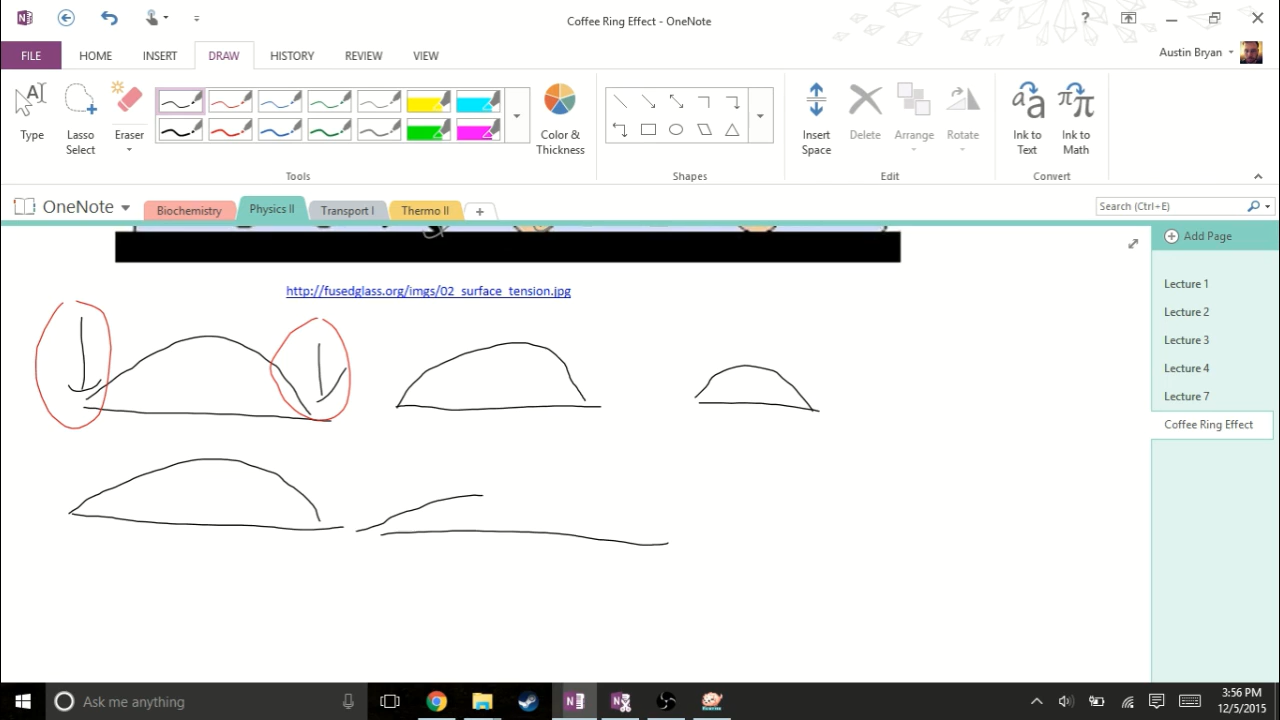 Coffee Ring Effect - OneNote
?
FILE HOME INSERT DRAW HISTORY REVIEW VIEW
Austin Bryan
Type
Lasso Select
Eraser
Color & Thickness
Insert Space
Delete
Arrange
Rotate
Ink to Text
Ink to Math
Tools Shapes Edit Convert
OneNote Biochemistry Physics II Transport I Thermo II +
Search (Ctrl+E)
Add Page
http://fusedglass.org/imgs/02_surface_tension.jpg
Lecture 1
Lecture 2
Lecture 3
Lecture 4
Lecture 7
Coffee Ring Effect
Ask me anything
3:56 PM
12/5/2015